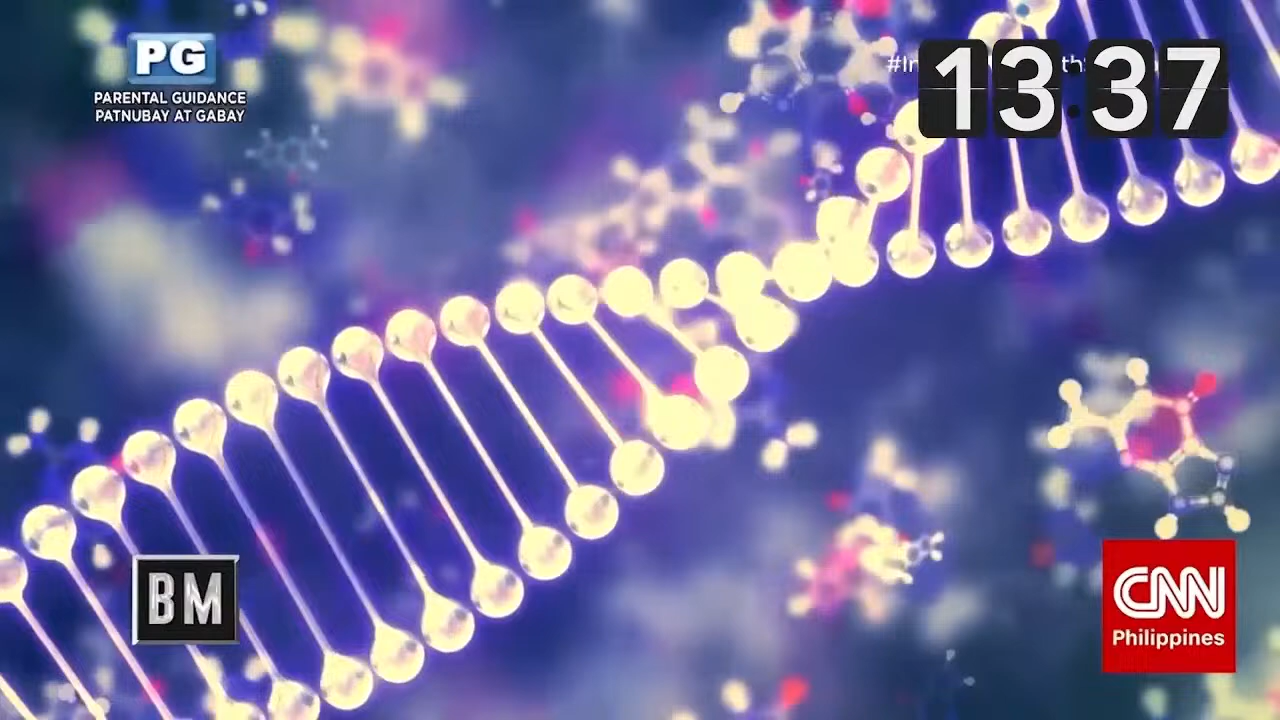 PG
PARENTAL GUIDANCE
PATNUBAY AT GABAY
13:37
BM
CNN
Philippines